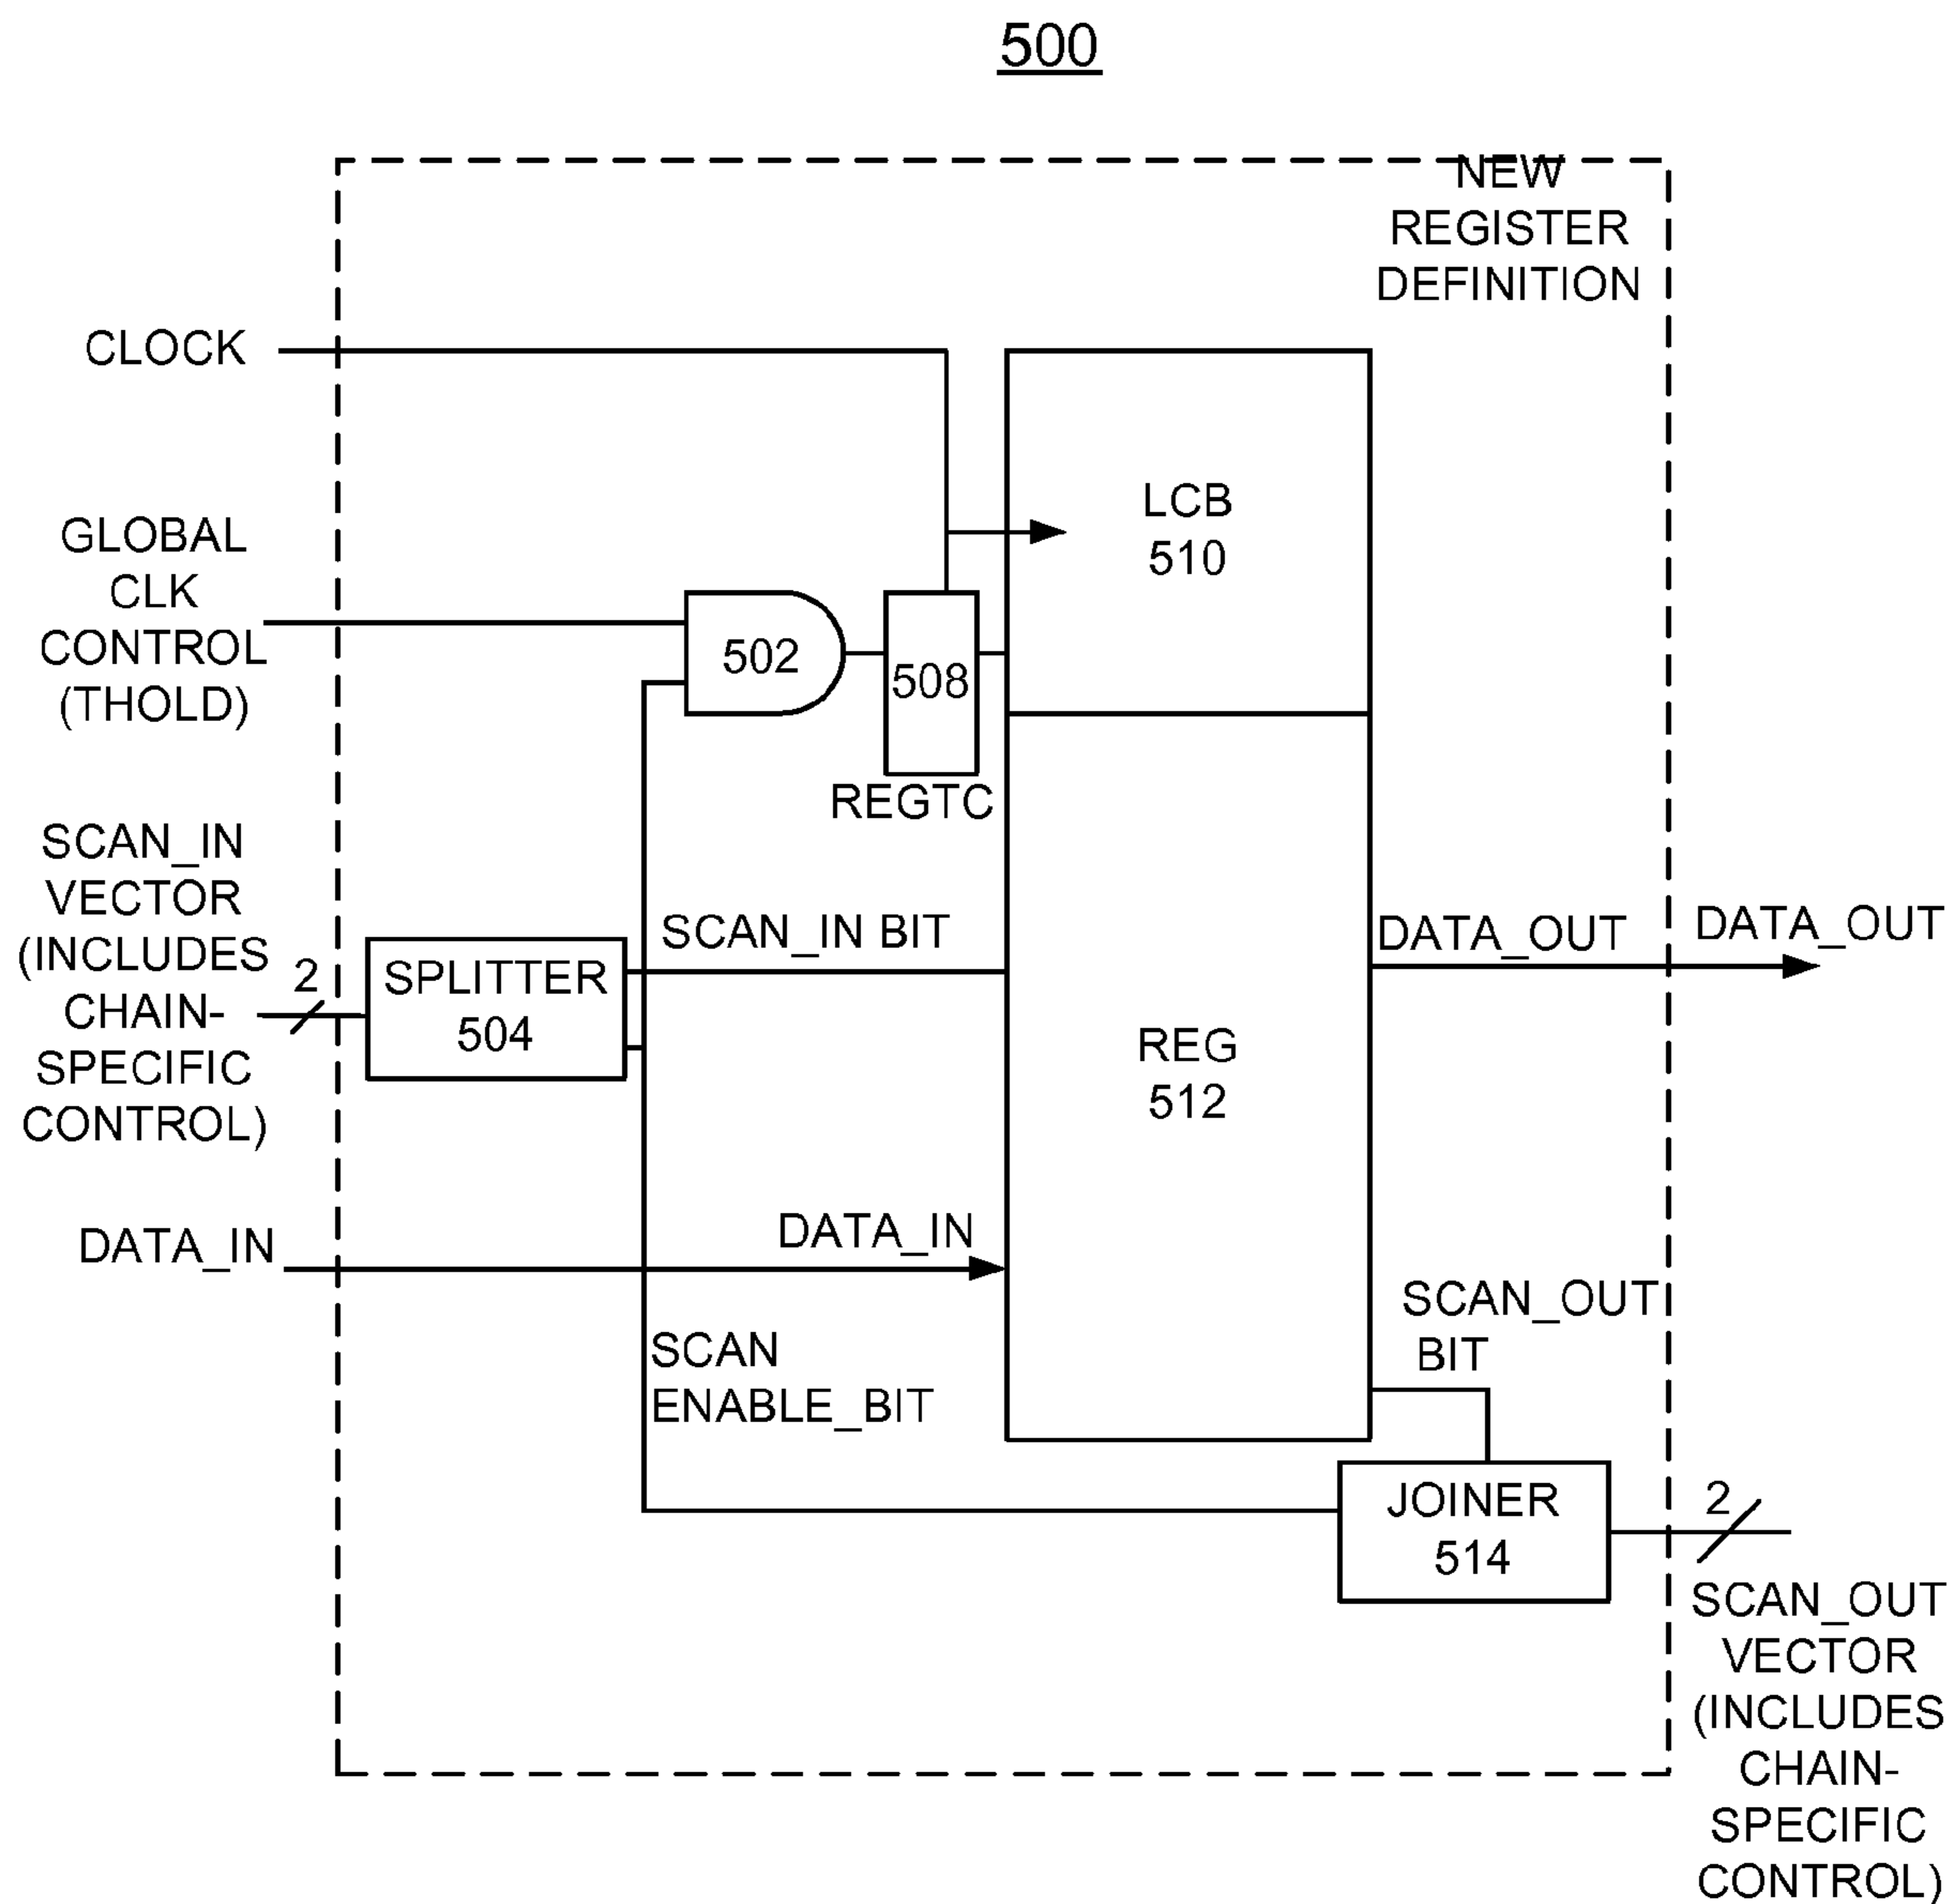 500
NEW
REGISTER
DEFINITION
CLOCK
LCB
510
GLOBAL
CLK
CONTROL
(THOLD)
502
508
REGTC
SCAN_IN
VECTOR
(INCLUDES
CHAIN-
SPECIFIC
CONTROL)
2
SPLITTER
504
SCAN_IN BIT
REG
512
DATA_OUT
DATA_OUT
DATA_IN
DATA_IN
SCAN
ENABLE_BIT
SCAN_OUT
BIT
JOINER
514
2
SCAN_OUT
VECTOR
(INCLUDES
CHAIN-
SPECIFIC
CONTROL)